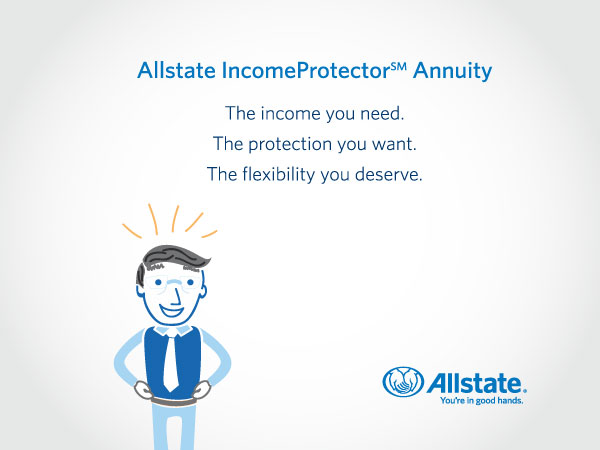 Allstate IncomeProtector℠ Annuity
The income you need.
The protection you want.
The flexibility you deserve.
Allstate®
You're in good hands.